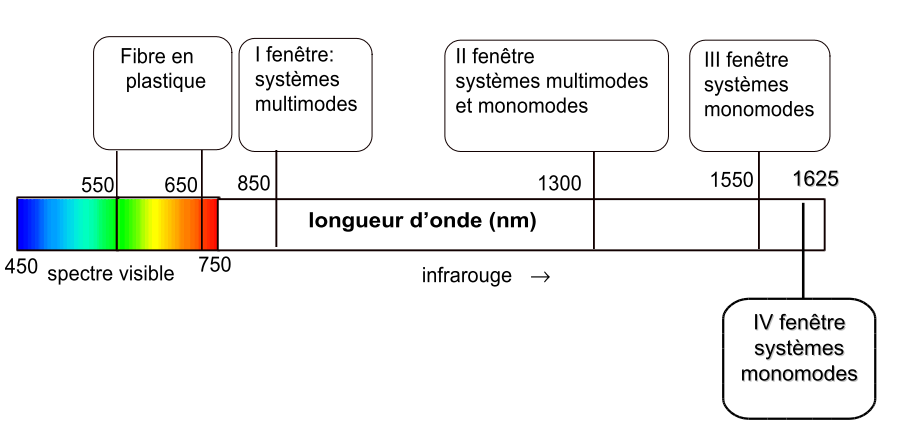 Fibre en
plastique
I fenêtre:
systèmes
multimodes
II fenêtre
systèmes multimodes
et monomodes
III fenêtre
systèmes
monomodes
550
650
850
1300
1550
1625
longueur d’onde (nm)
450
spectre visible
750
infrarouge →
IV fenêtre
systèmes
monomodes